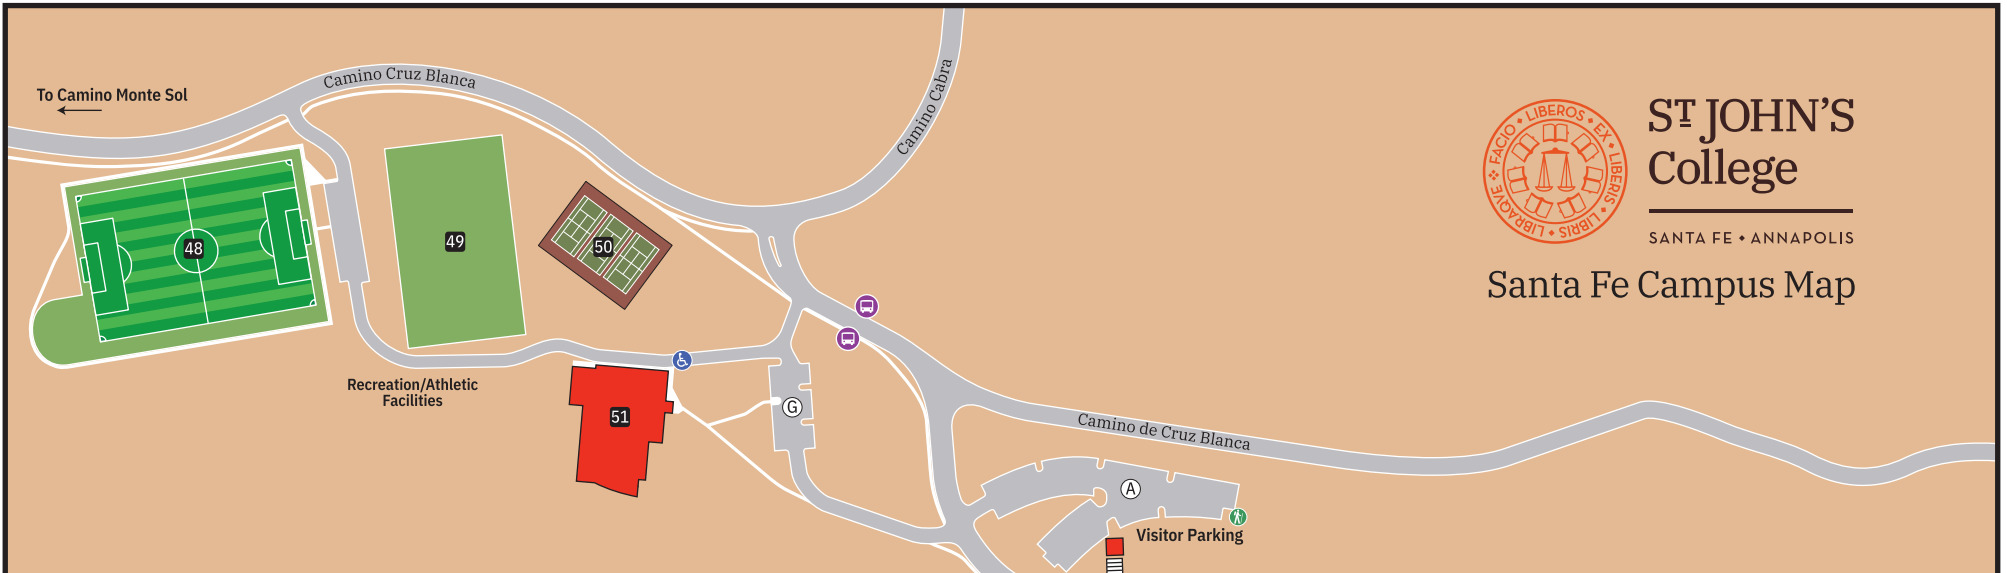 To Camino Monte Sol
Camino Cruz Blanca
Camino Cabra
FACIO • LIBEROS • EX • LIBERIS • LIBRIS • LIBRAQVE
ST JOHN'S
College
SANTA FE • ANNAPOLIS
Santa Fe Campus Map
48
49
50
Recreation/Athletic
Facilities
51
G
Camino de Cruz Blanca
A
Visitor Parking